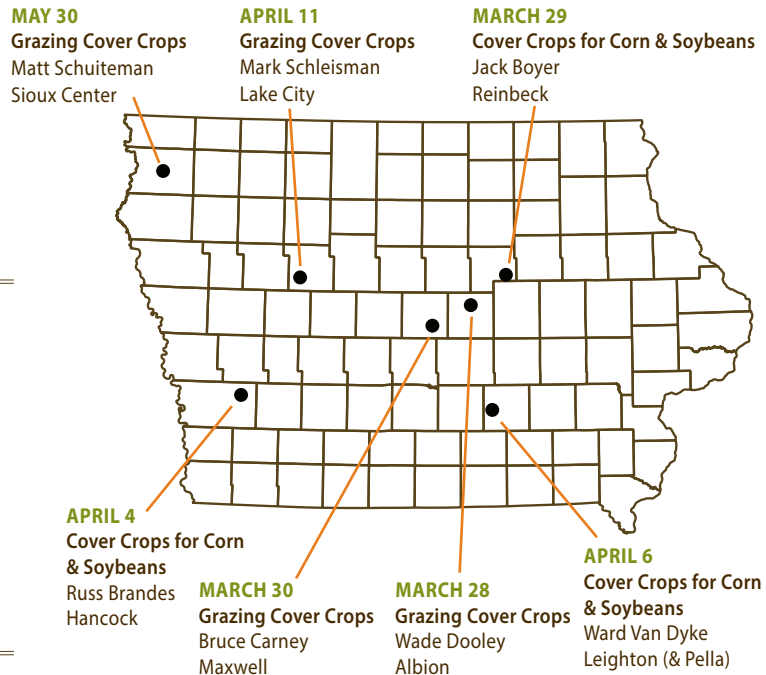 MAY 30
Grazing Cover Crops
Matt Schuiteman
Sioux Center
APRIL 11
Grazing Cover Crops
Mark Schleisman
Lake City
MARCH 29
Cover Crops for Corn & Soybeans
Jack Boyer
Reinbeck
APRIL 4
Cover Crops for Corn
& Soybeans
Russ Brandes
Hancock
MARCH 30
Grazing Cover Crops
Bruce Carney
Maxwell
MARCH 28
Grazing Cover Crops
Wade Dooley
Albion
APRIL 6
Cover Crops for Corn
& Soybeans
Ward Van Dyke
Leighton (& Pella)